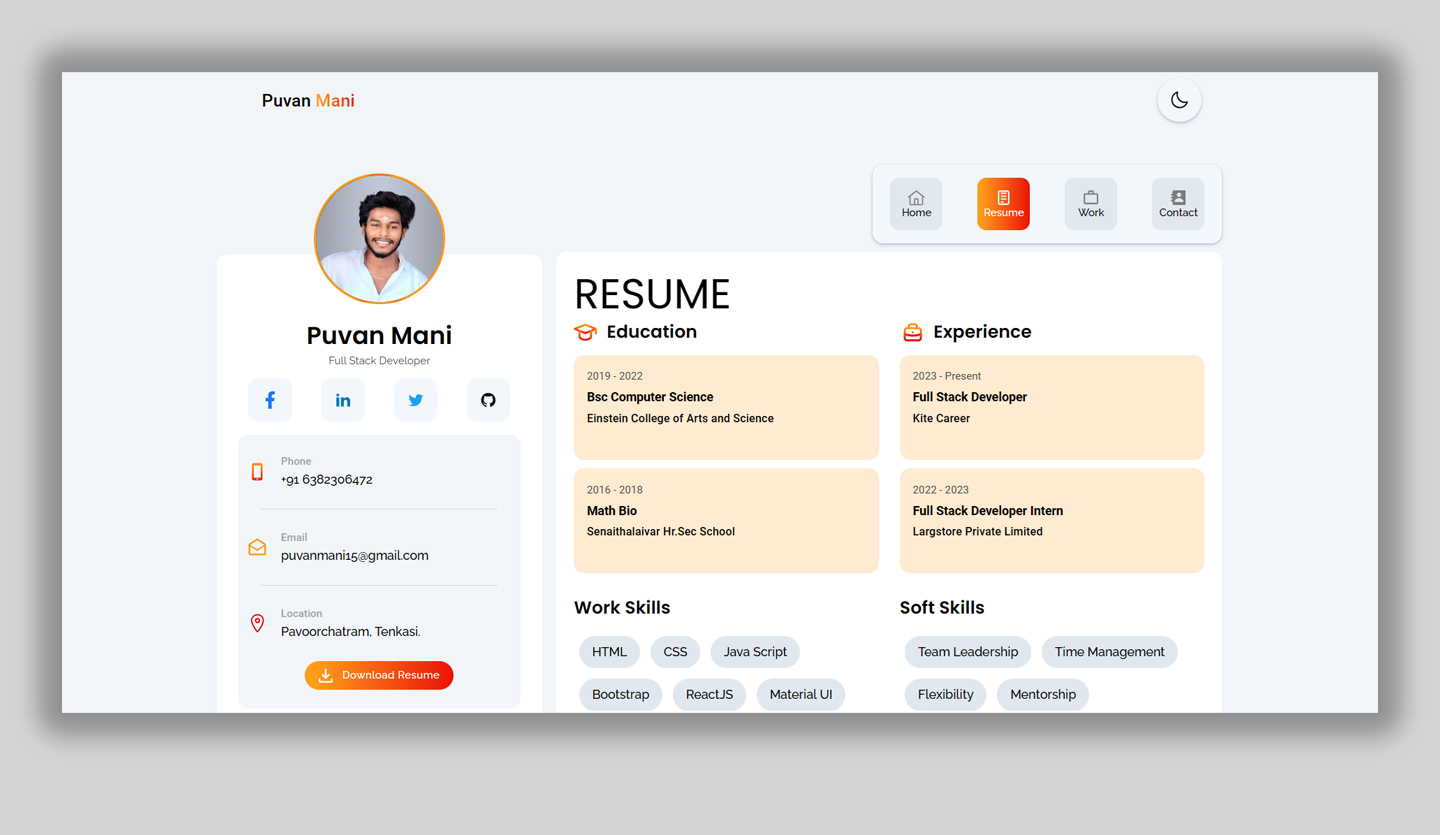 Puvan Mani
Home
Resume
Work
Contact
Puvan Mani
Full Stack Developer
Phone
+91 6382306472
Email
puvanmani15@gmail.com
Location
Pavoorchatram, Tenkasi.
Download Resume
RESUME
Education
2019 - 2022
Bsc Computer Science
Einstein College of Arts and Science
2016 - 2018
Math Bio
Senaithalaivar Hr.Sec School
Experience
2023 - Present
Full Stack Developer
Kite Career
2022 - 2023
Full Stack Developer Intern
Largstore Private Limited
Work Skills
HTML CSS Java Script
Bootstrap ReactJS Material UI
Soft Skills
Team Leadership Time Management
Flexibility Mentorship